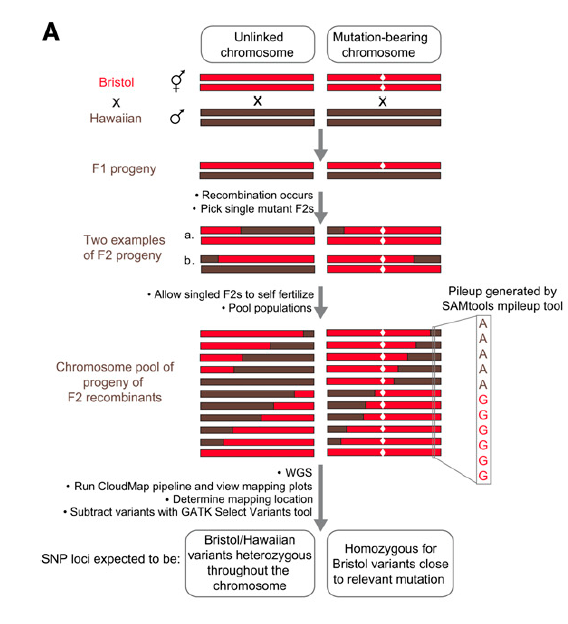 A
Unlinked
chromosome
Mutation-bearing
chromosome
Bristol
X
Hawaiian
X
X
F1 progeny
• Recombination occurs
• Pick single mutant F2s
Two examples
of F2 progeny
a.
b.
• Allow singled F2s to self fertilize
• Pool populations
Pileup generated by
SAMtools mpileup tool
Chromosome pool of
progeny of
F2 recombinants
A
A
A
A
A
G
G
G
G
G
G
• WGS
• Run CloudMap pipeline and view mapping plots
• Determine mapping location
• Subtract variants with GATK Select Variants tool
SNP loci expected to be:
Bristol/Hawaiian
variants heterozygous
throughout the
chromosome
Homozygous for
Bristol variants close
to relevant mutation